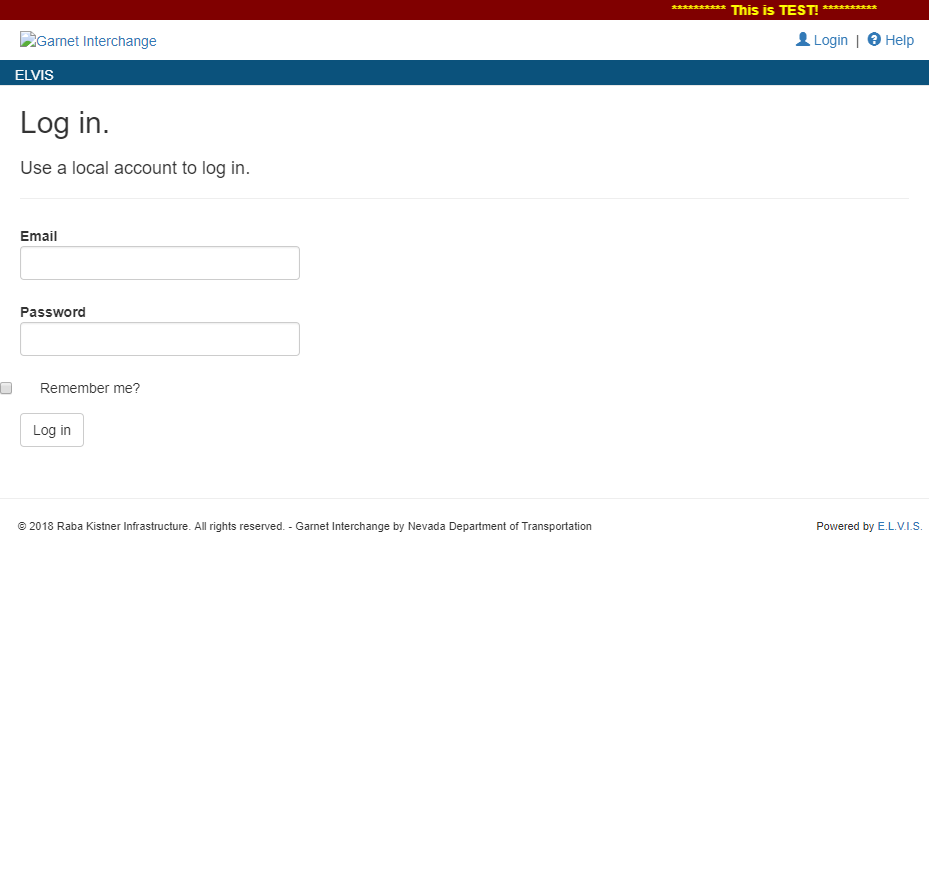 ********** This is TEST! **********
Garnet Interchange
Login | Help
ELVIS
Log in.
Use a local account to log in.
Email
Password
Remember me?
Log in
© 2018 Raba Kistner Infrastructure. All rights reserved. - Garnet Interchange by Nevada Department of Transportation
Powered by E.L.V.I.S.